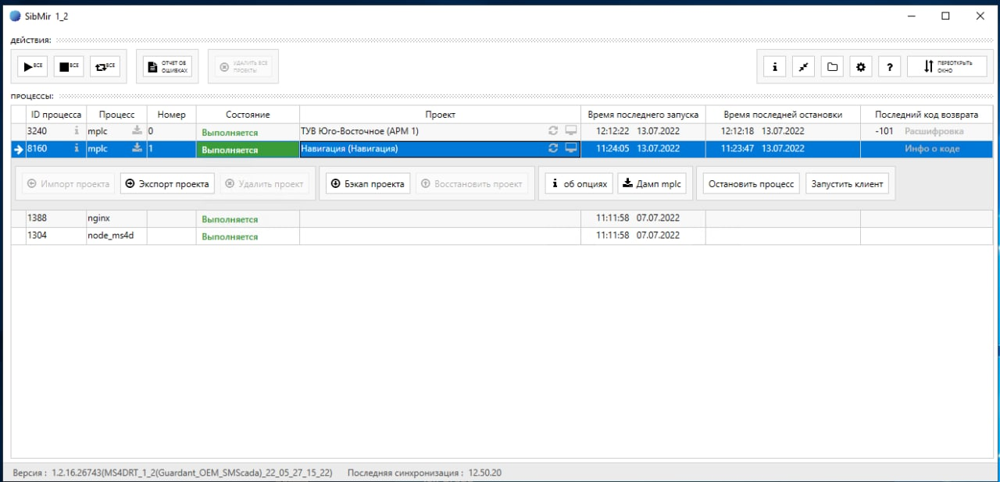 SibMir 1_2
ДЕЙСТВИЯ:
ВСЕ ВСЕ ВСЕ ОТЧЕТ ОБ ОШИБКАХ УДАЛИТЬ ВСЕ ПРОЕКТЫ i ? ПЕРЕОТКРЫТЬ ОКНО
ПРОЦЕССЫ:
ID процесса Процесс Номер Состояние Проект Время последнего запуска Время последней остановки Последний код возврата
3240 i mplc 0 Выполняется ТУВ Юго-Восточное (АРМ 1) 12:12:22 13.07.2022 12:12:18 13.07.2022 -101 Расшифровка
8160 i mplc 1 Выполняется Навигация (Навигация) 11:24:05 13.07.2022 11:23:47 13.07.2022 Инфо о коде
Импорт проекта Экспорт проекта Удалить проект Бэкап проекта Восстановить проект i об опциях Дамп mplc Остановить процесс Запустить клиент
1388 nginx Выполняется 11:11:58 07.07.2022
1304 node_ms4d Выполняется 11:11:58 07.07.2022
Версия : 1.2.16.26743(MS4DRT_1_2(Guardant_OEM_SMScada)_22_05_27_15_22) Последняя синхронизация : 12.50.20